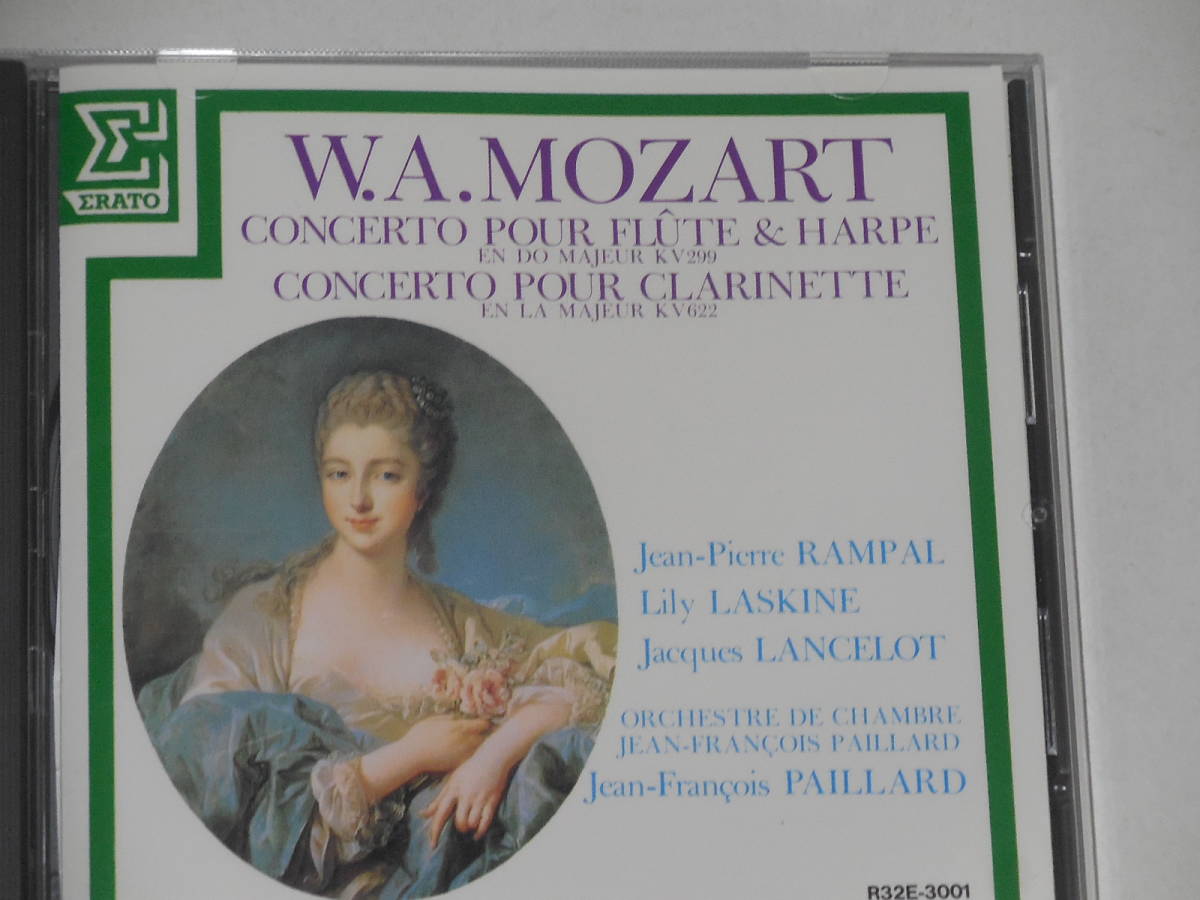 ΣRATO
W.A.MOZART
CONCERTO POUR FLÛTE & HARPE
EN DO MAJEUR KV299
CONCERTO POUR CLARINETTE
EN LA MAJEUR KV622
Jean-Pierre RAMPAL
Lily LASKINE
Jacques LANCELOT
ORCHESTRE DE CHAMBRE
JEAN-FRANÇOIS PAILLARD
Jean-François PAILLARD
R32E-3001